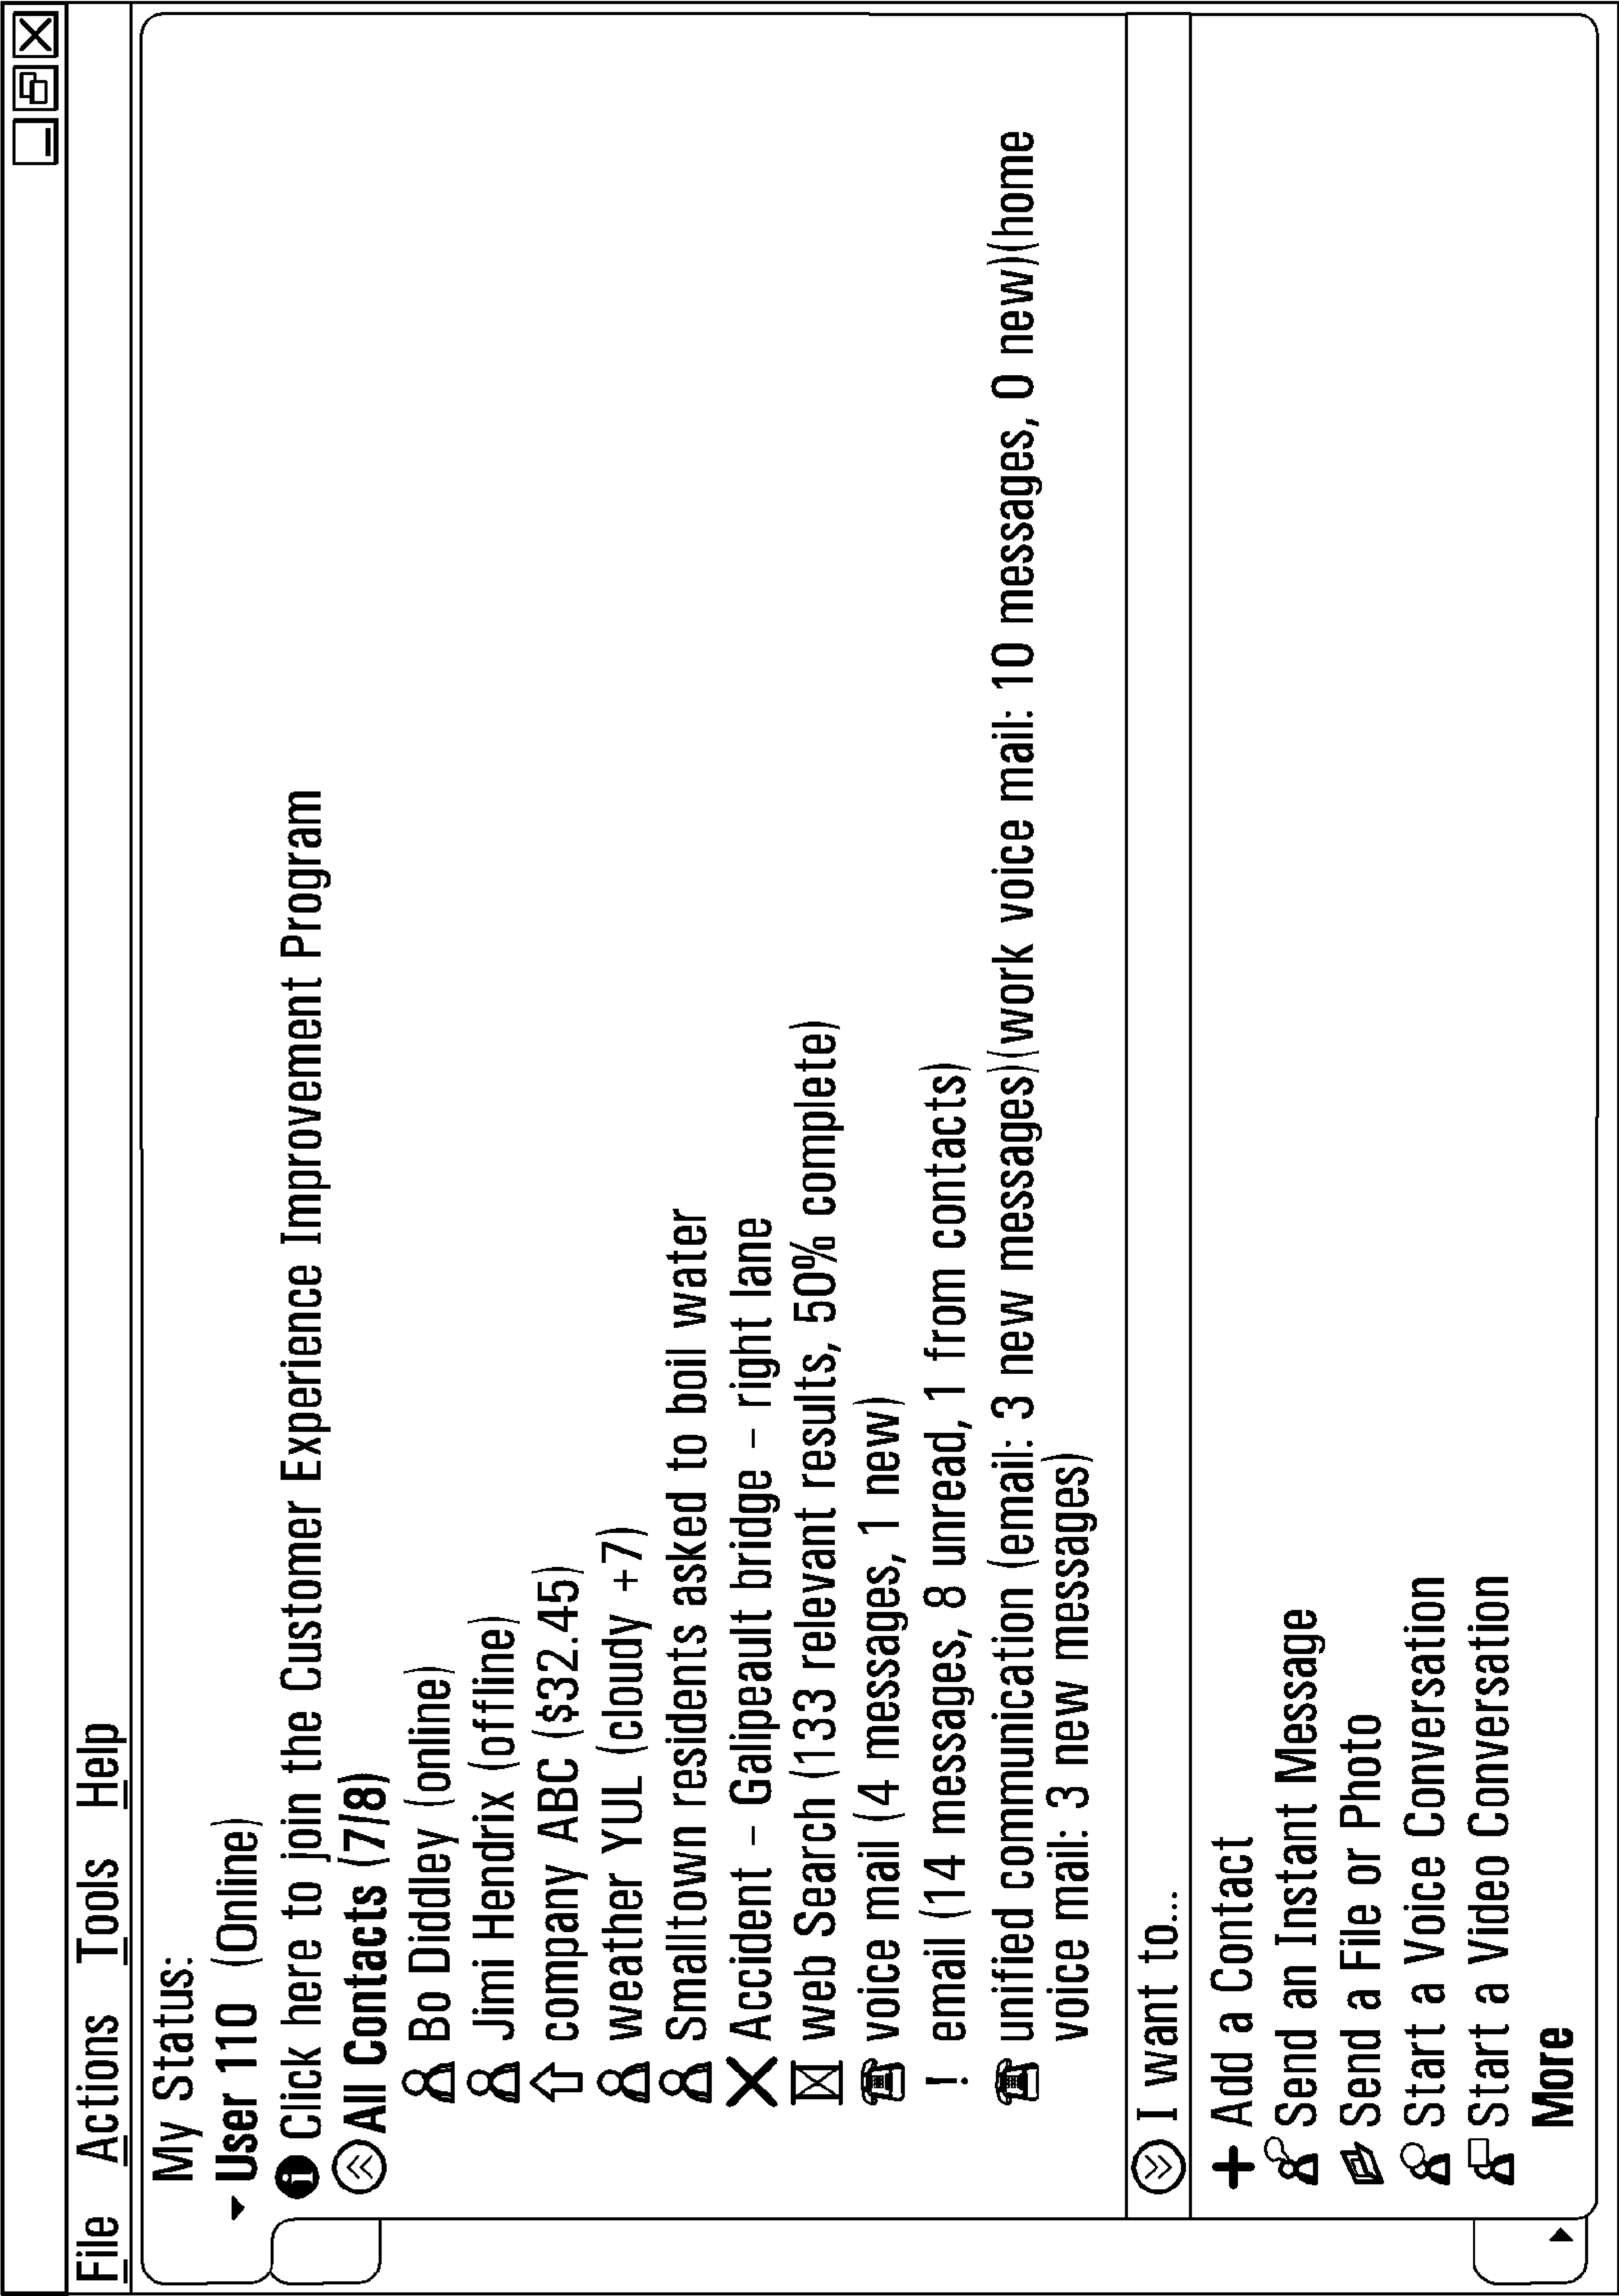 File Actions Tools Help
My Status:
User 110 (Online)
Click here to join the Customer Experience Improvement Program
All Contacts (7/8)
Bo Diddley (online)
Jimi Hendrix (offline)
company ABC ($32.45)
weather YUL (cloudy +7)
Smalltown residents asked to boil water
Accident – Galipeault bridge – right lane
web Search (133 relevant results, 50% complete)
voice mail (4 messages, 1 new)
! email (14 messages, 8 unread, 1 from contacts)
unified communication (email: 3 new messages)(work voice mail: 10 messages, 0 new)(home
voice mail: 3 new messages)
I want to...
Add a Contact
Send an Instant Message
Send a File or Photo
Start a Voice Conversation
Start a Video Conversation
More